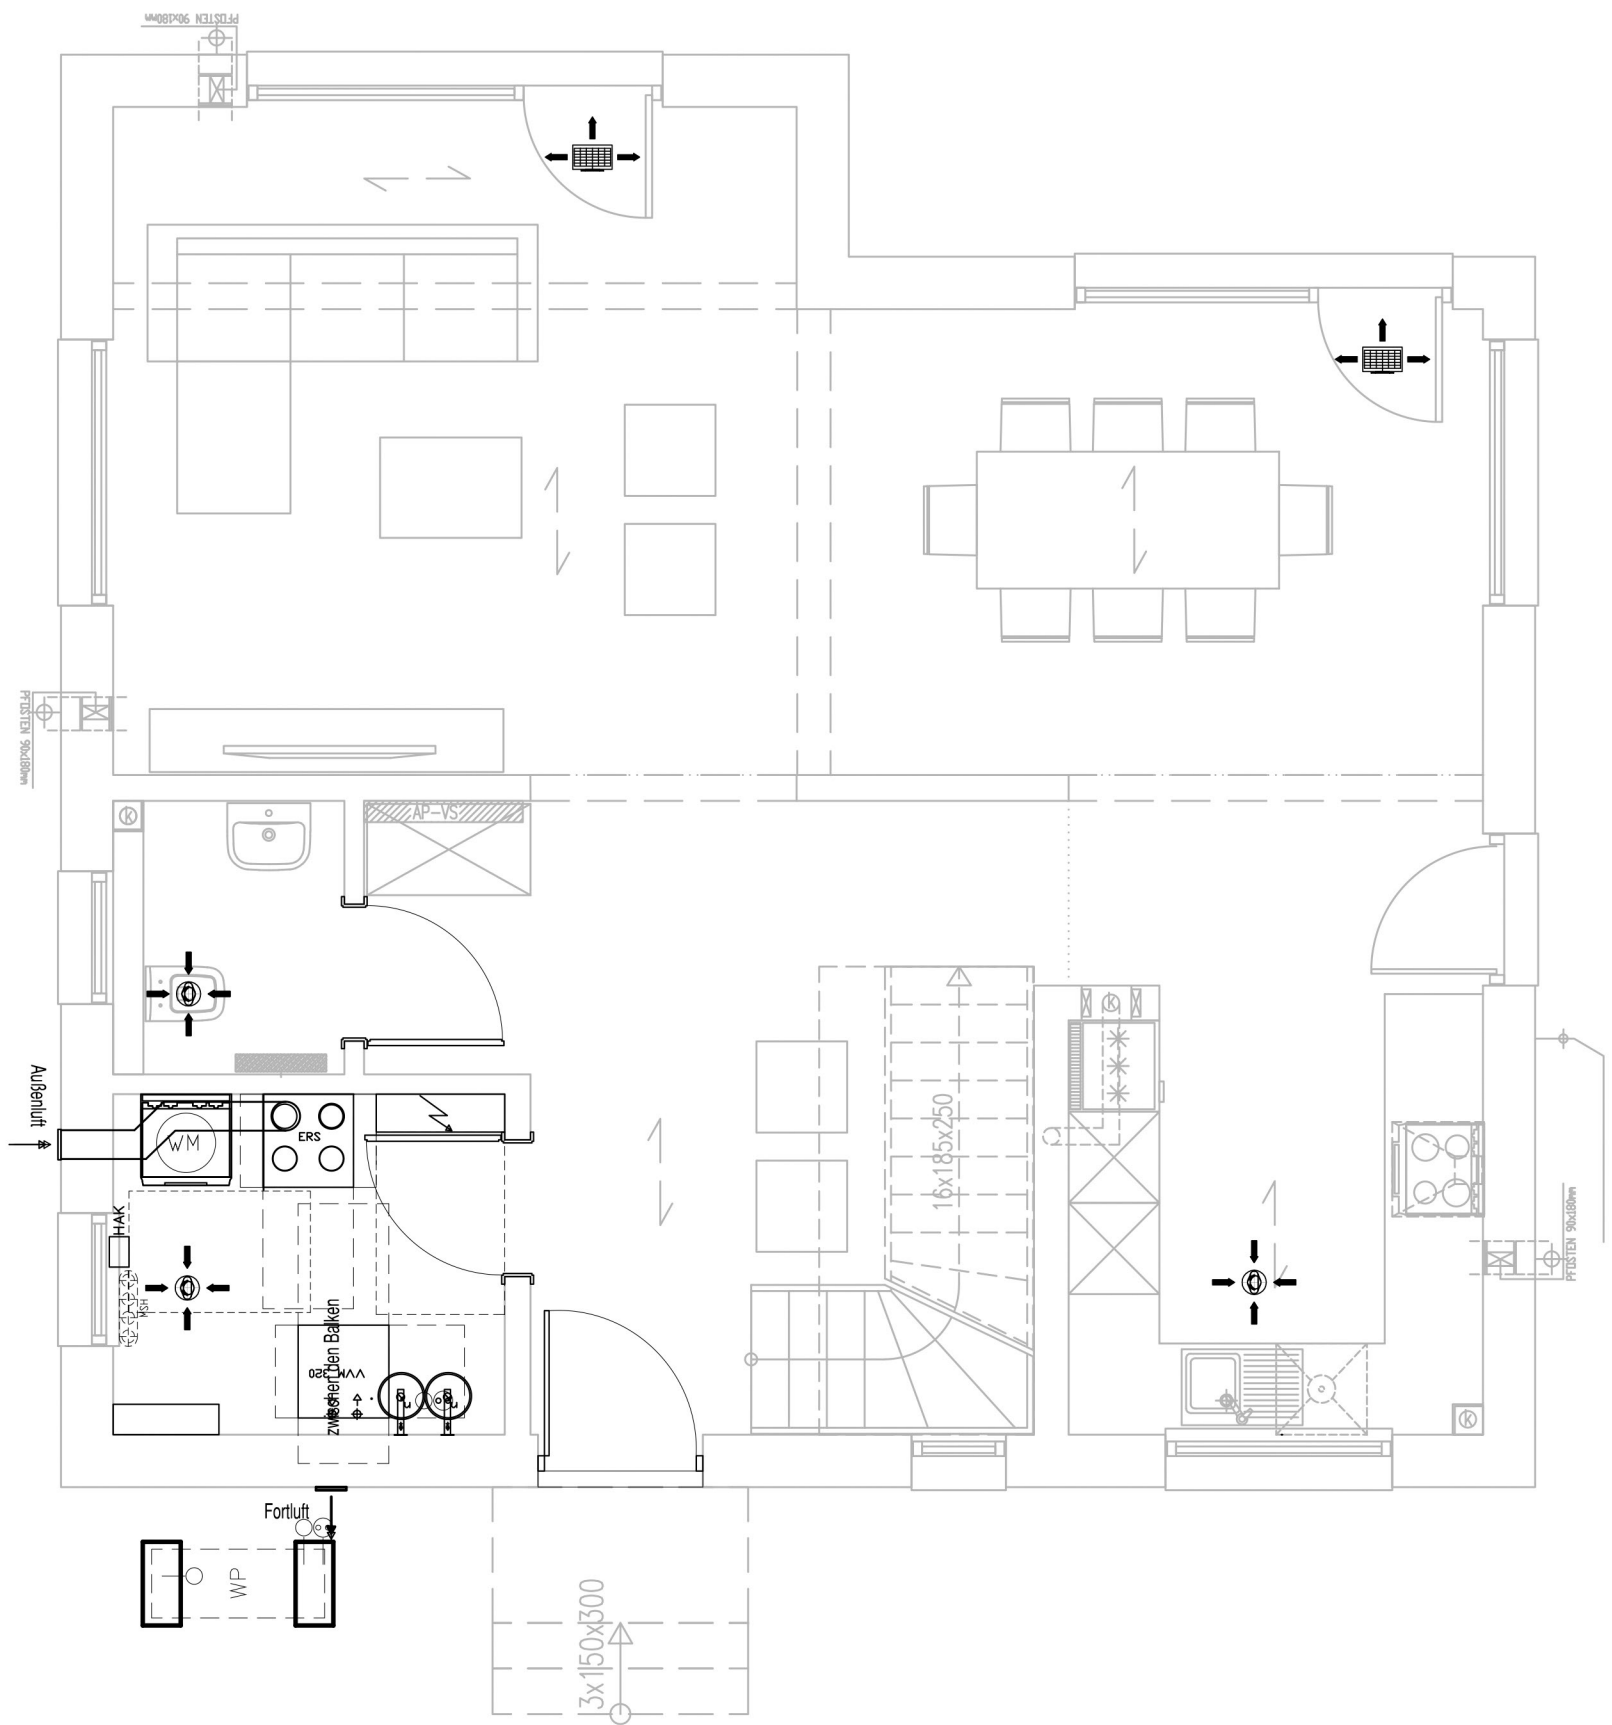 PFOSTEN 90x180mm
PFOSTEN 90x180mm
AP-VS
k
k
Außenluft
WM
ERS
16x185x250
HAK
MSH
PFOSTEN 90x180mm
zwischen den Balken
VVM 320
k
Fortluft
WP
3x150x300